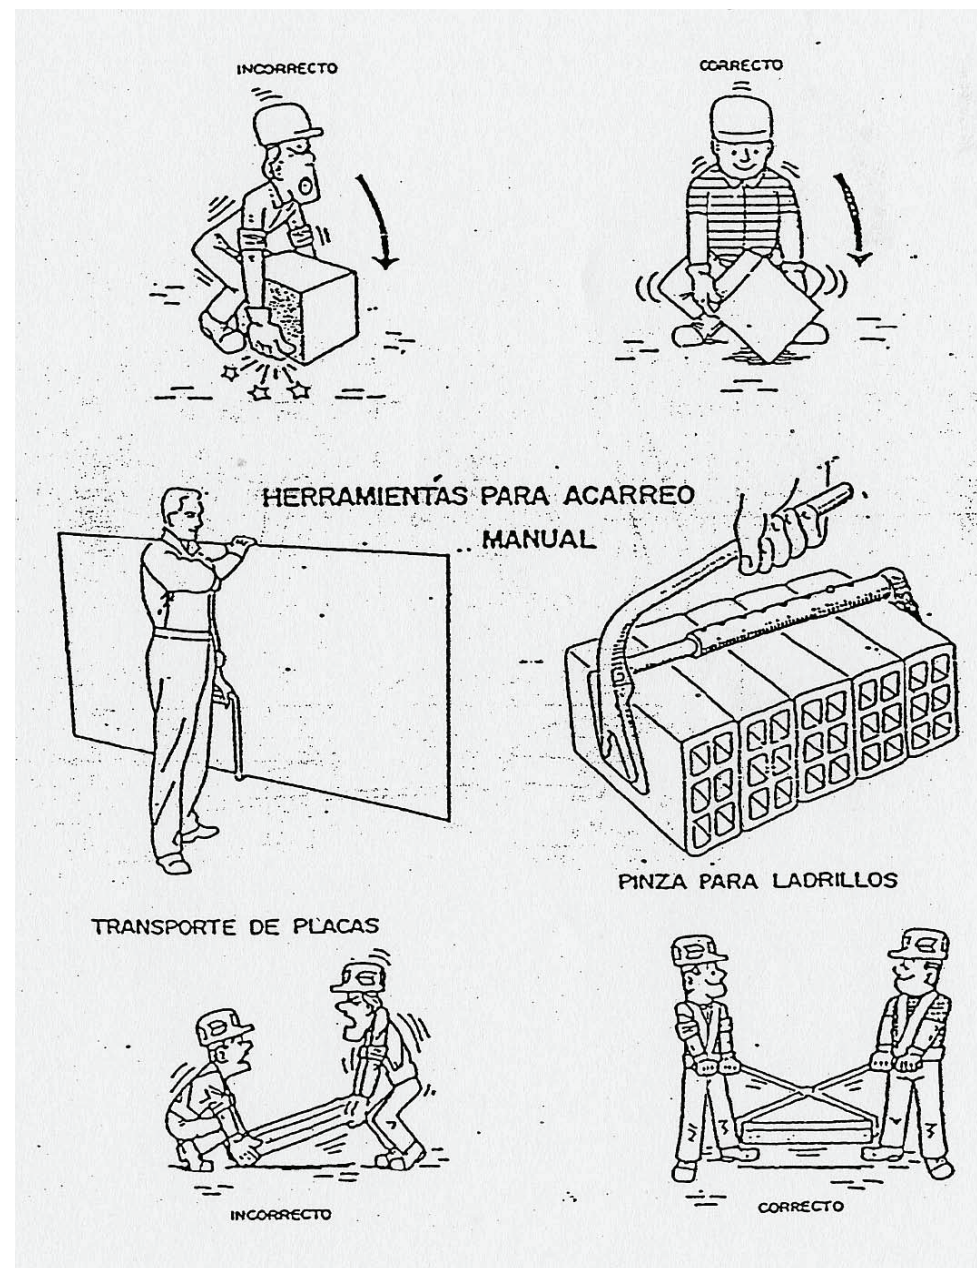 INCORRECTO
CORRECTO
HERRAMIENTAS PARA ACARREO
MANUAL
PINZA PARA LADRILLOS
TRANSPORTE DE PLACAS
INCORRECTO
CORRECTO